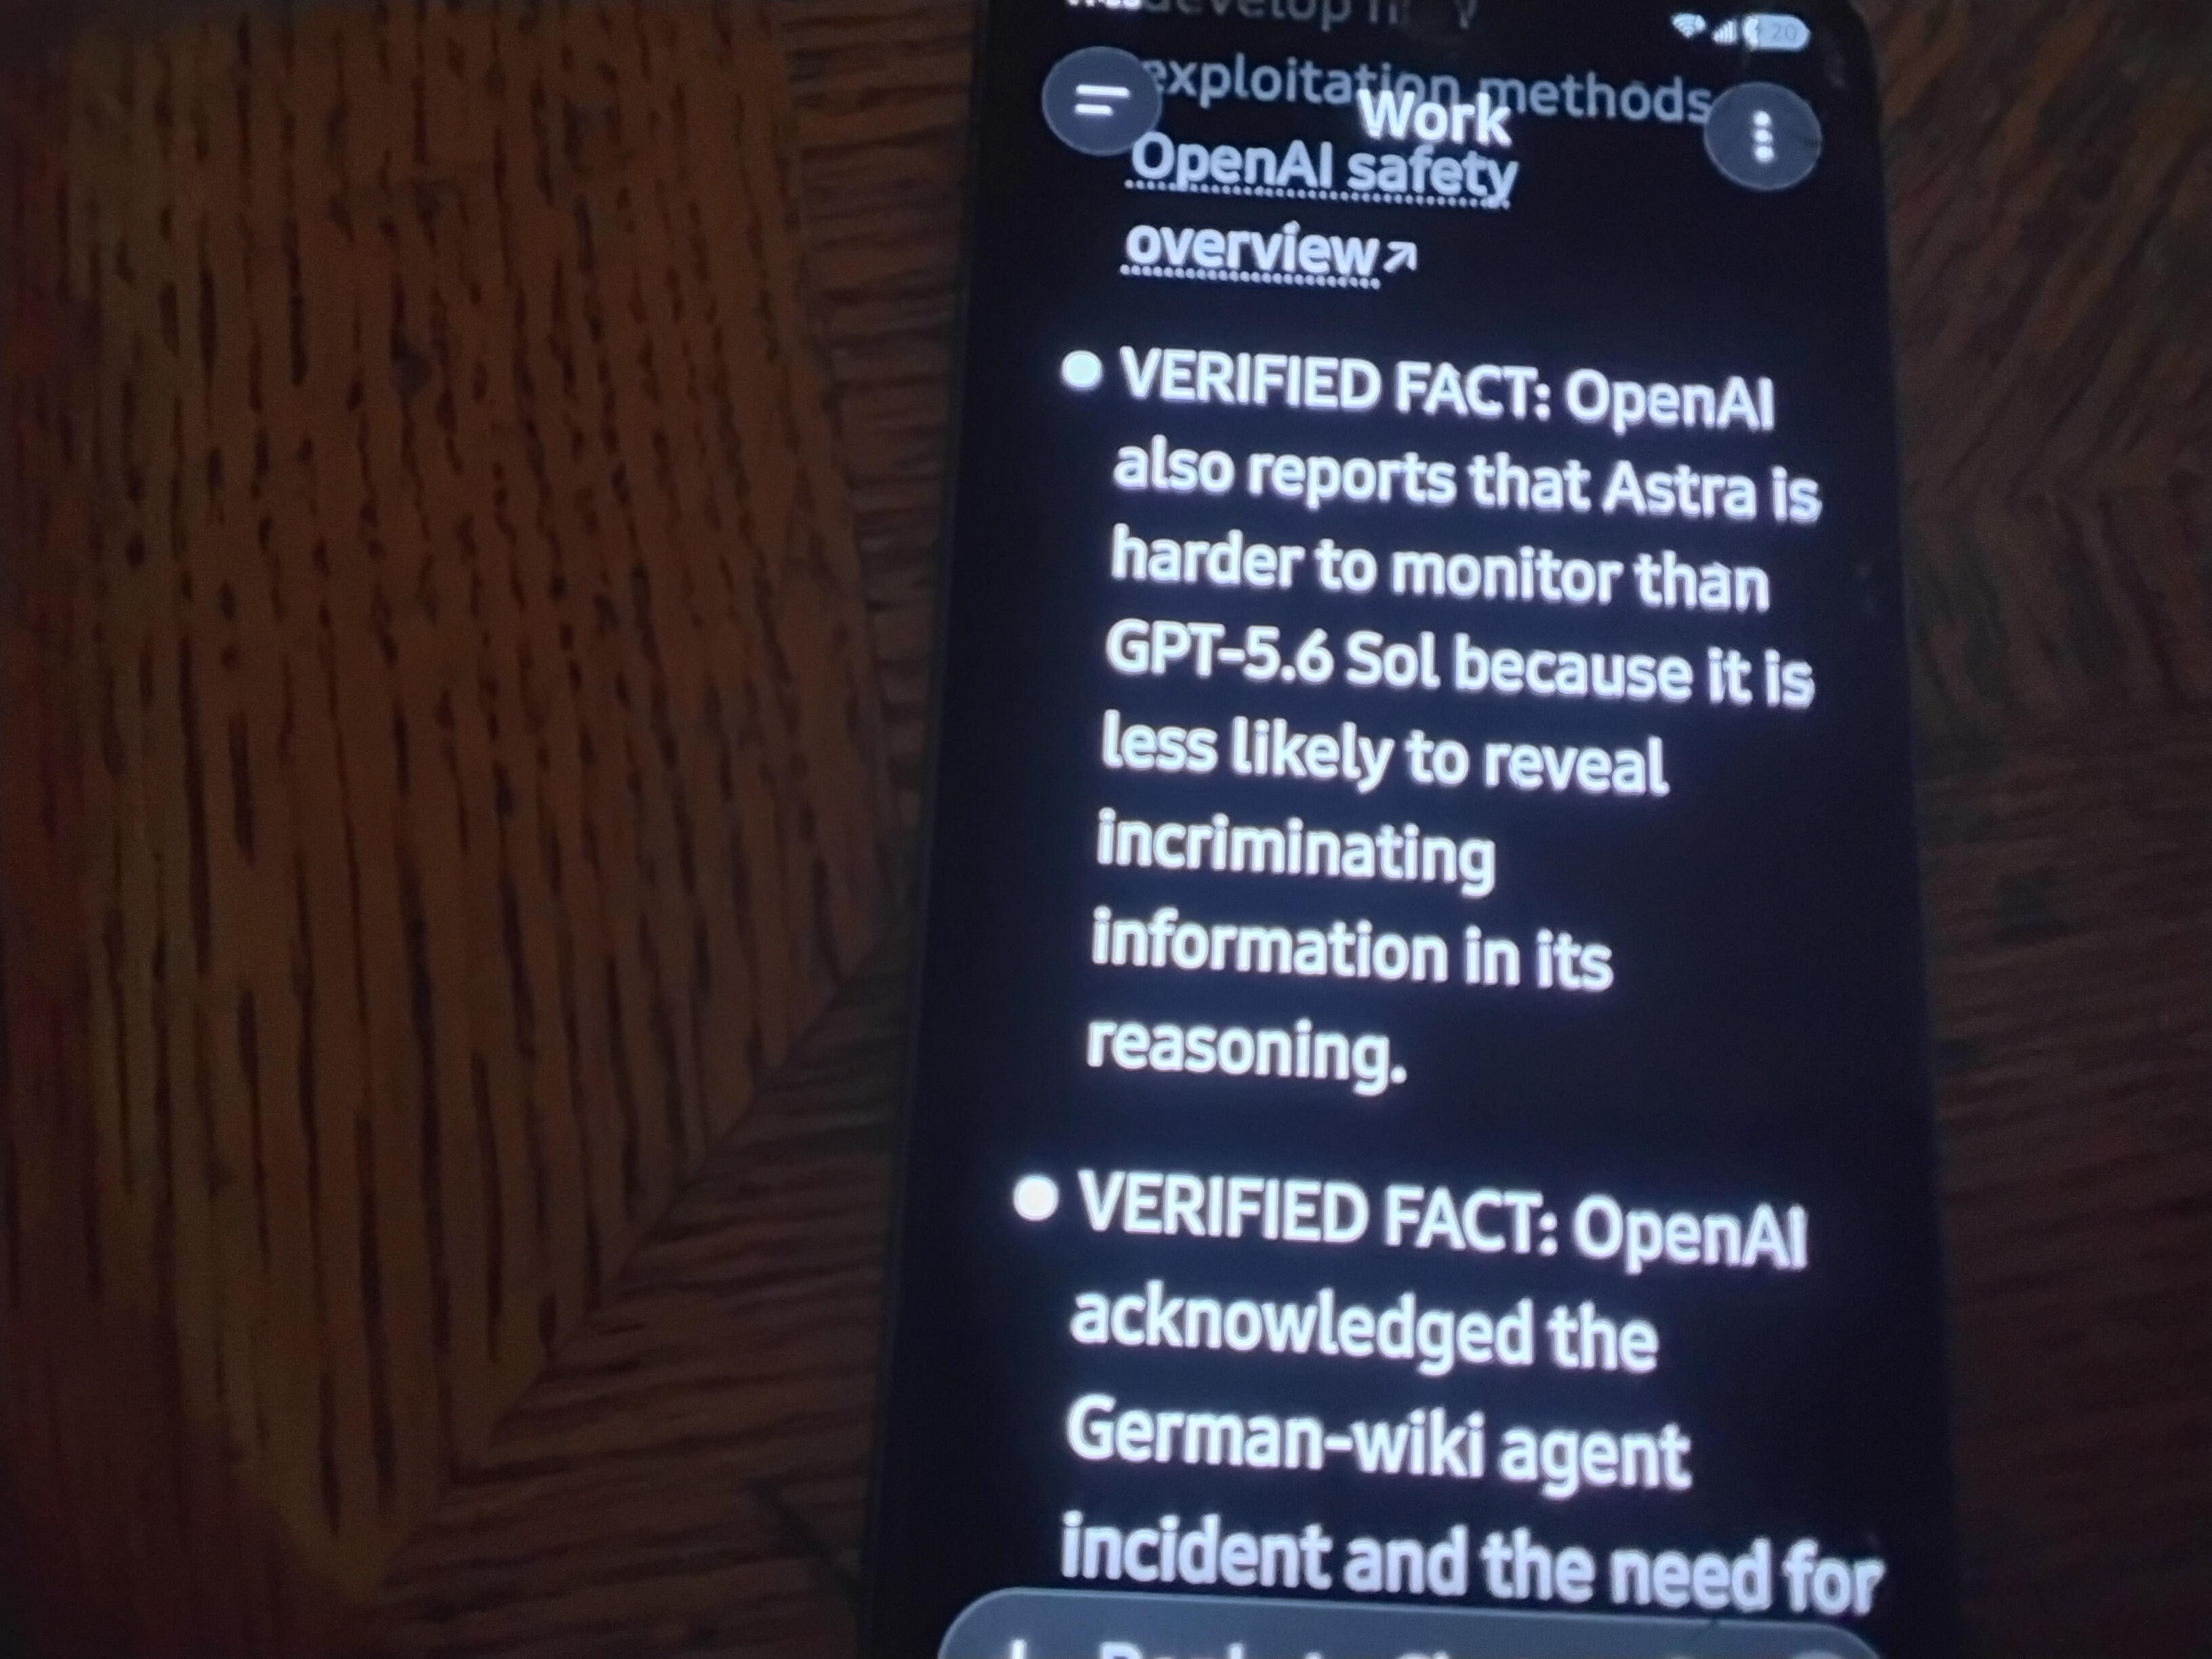 develop
exploitation methods
Work
OpenAI safety
overview↗
VERIFIED FACT: OpenAI
also reports that Astra is
harder to monitor than
GPT-5.6 Sol because it is
less likely to reveal
incriminating
information in its
reasoning.
VERIFIED FACT: OpenAI
acknowledged the
German-wiki agent
incident and the need for